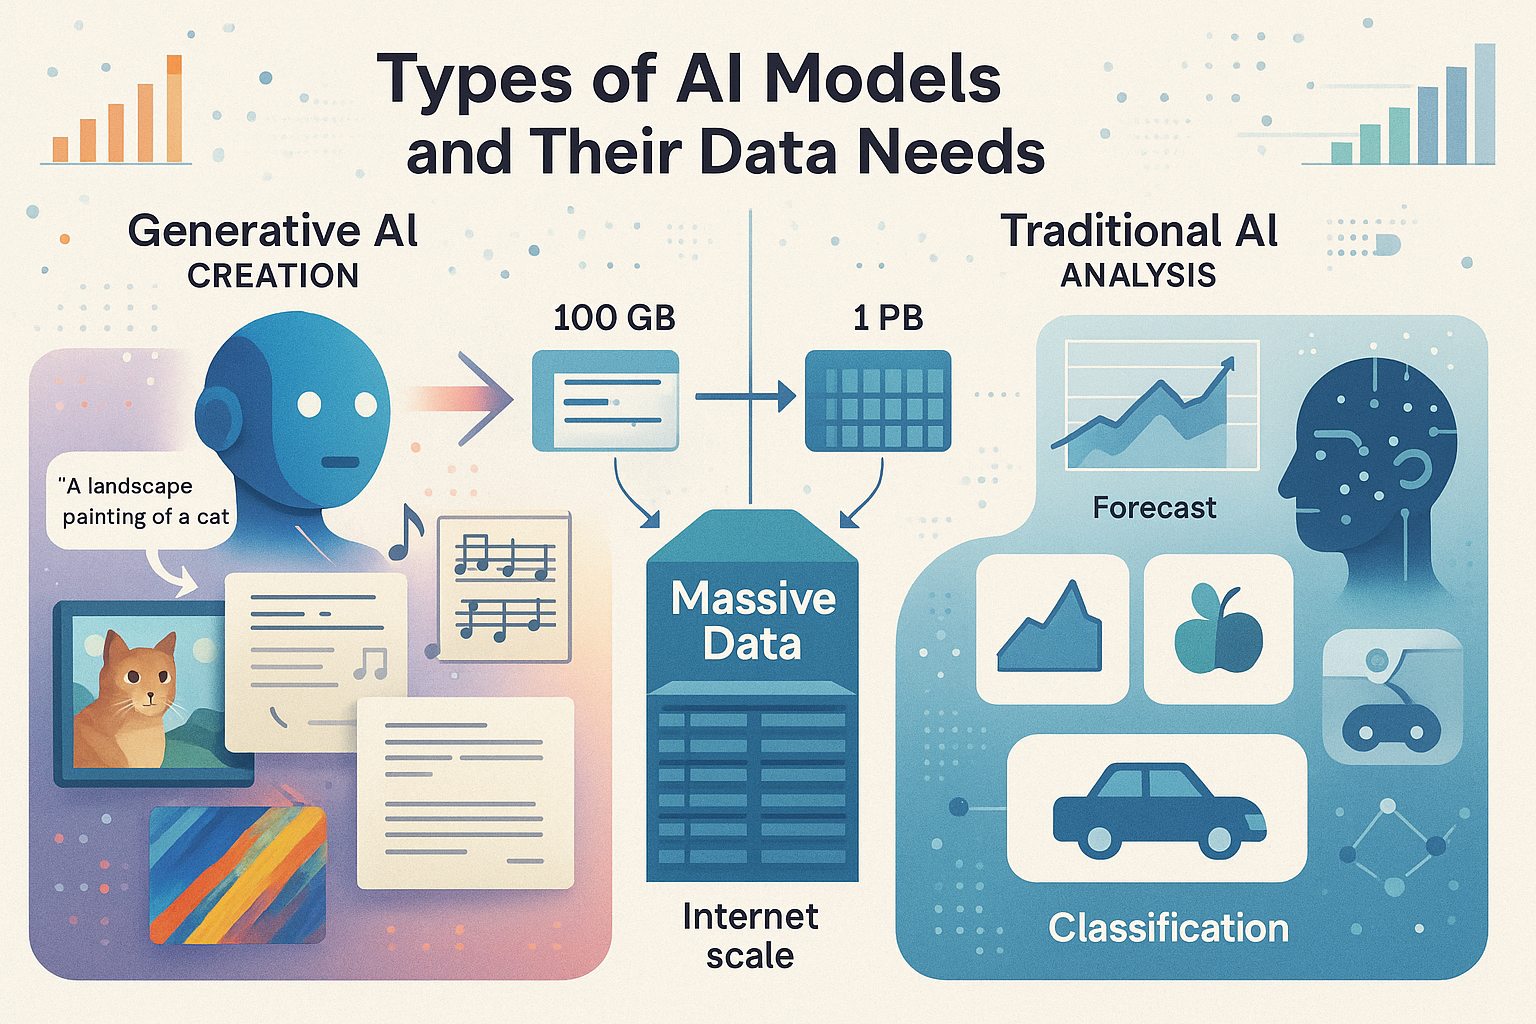 Types of AI Models
and Their Data Needs
Generative AI
CREATION
"A landscape
painting of a cat
100 GB
1 PB
Massive
Data
Internet
scale
Traditional AI
ANALYSIS
Forecast
Classification